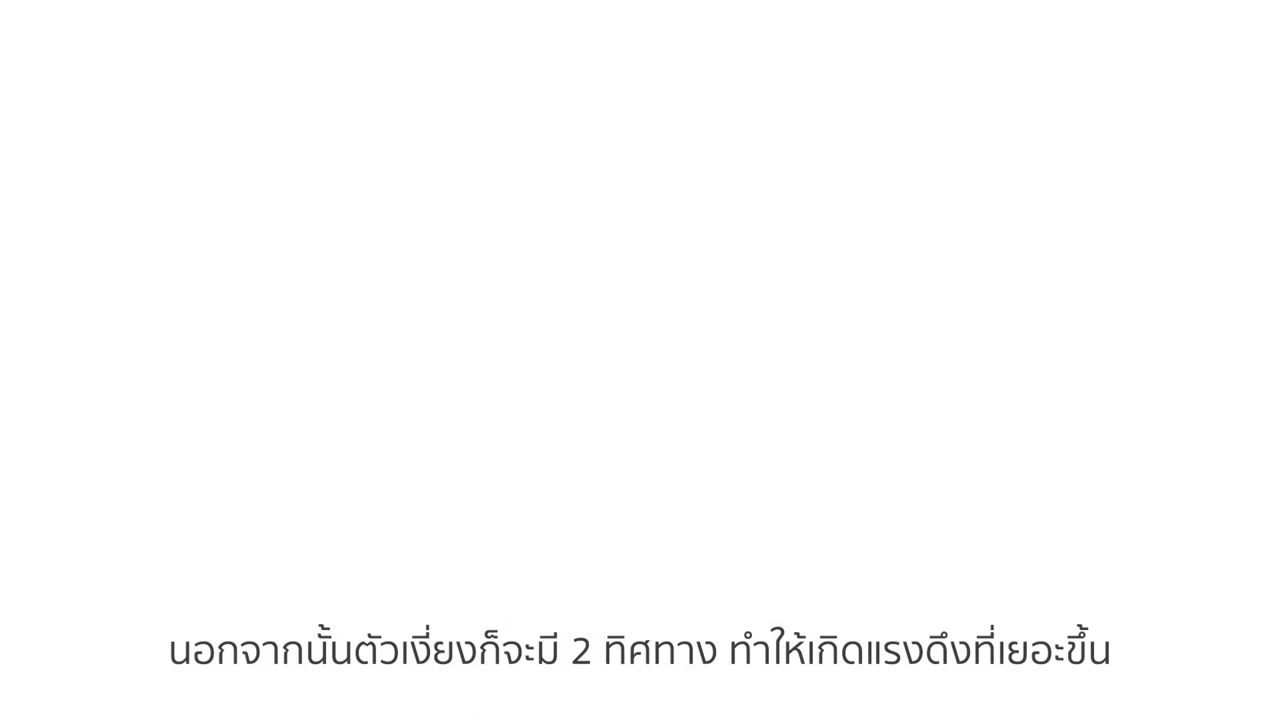 นอกจากนั้นตัวเงี่ยงก็จะมี 2 ทิศทาง ทำให้เกิดแรงดึงที่เยอะขึ้น